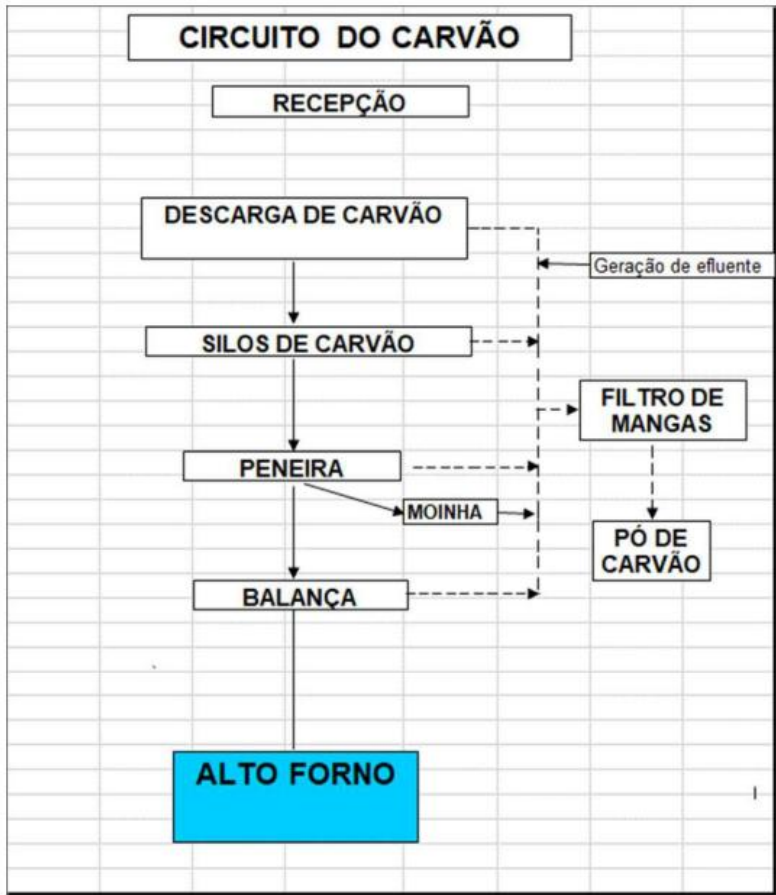 CIRCUITO DO CARVÃO
RECEPÇÃO
DESCARGA DE CARVÃO
Geração de efluente
SILOS DE CARVÃO
FILTRO DE
MANGAS
PENEIRA
MOINHA
PÓ DE
CARVÃO
BALANÇA
ALTO FORNO